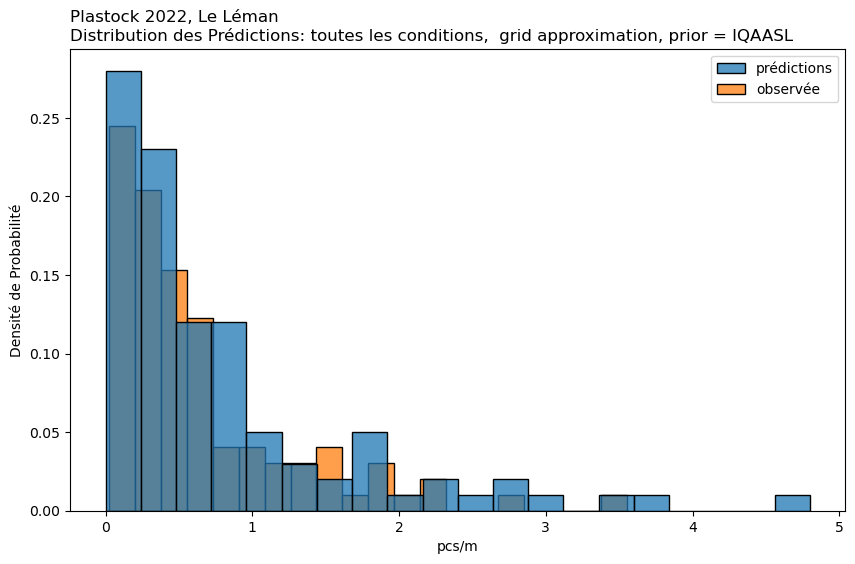 Plastock 2022, Le Léman
Distribution des Prédictions: toutes les conditions,  grid approximation, prior = IQAASL
prédictions
observée
Densité de Probabilité
0.25
0.20
0.15
0.10
0.05
0.00
0 1 2 3 4 5
pcs/m